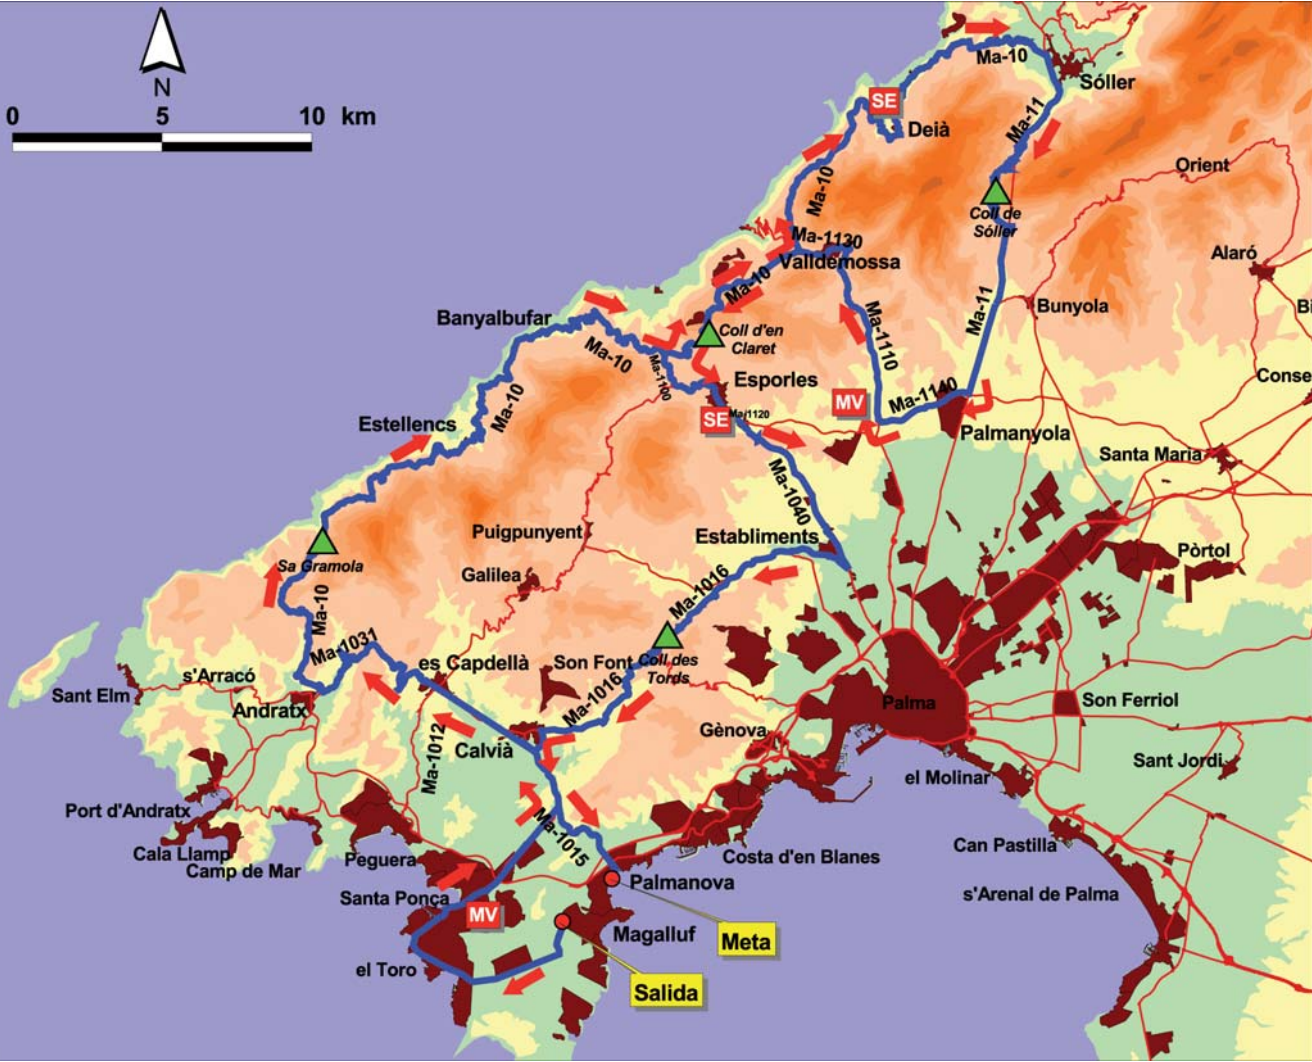 N
0 5 10 km
Ma-10
Sóller
SE
Deià
Ma-11
Orient
Ma-10
Coll de
Sóller
Ma-1130
Valldemossa
Alaró
Ma-10
Ma-11
Bunyola
Bi
Banyalbufar
Ma-10
Coll d'en
Claret
Ma-1110
Ma-1100
Esporles
Ma-1140
Conse
MV
Ma-10
SE
Ma-1120
Estellencs
Palmanyola
Santa Maria
Ma-1040
Puigpunyent
Establiments
Pòrtol
Sa Gramola
Galilea
Ma-1016
Ma-10
Ma-1031
es Capdellà
Son Font
Coll des
Tords
s'Arracó
Sant Elm
Andratx
Ma-1016
Palma
Son Ferriol
Gènova
Ma-1012
Calvià
Sant Jordi
el Molinar
Port d'Andratx
Ma-1015
Cala Llamp
Camp de Mar
Peguera
Costa d'en Blanes
Can Pastilla
Palmanova
s'Arenal de Palma
Santa Ponça
MV
Magalluf
Meta
el Toro
Salida